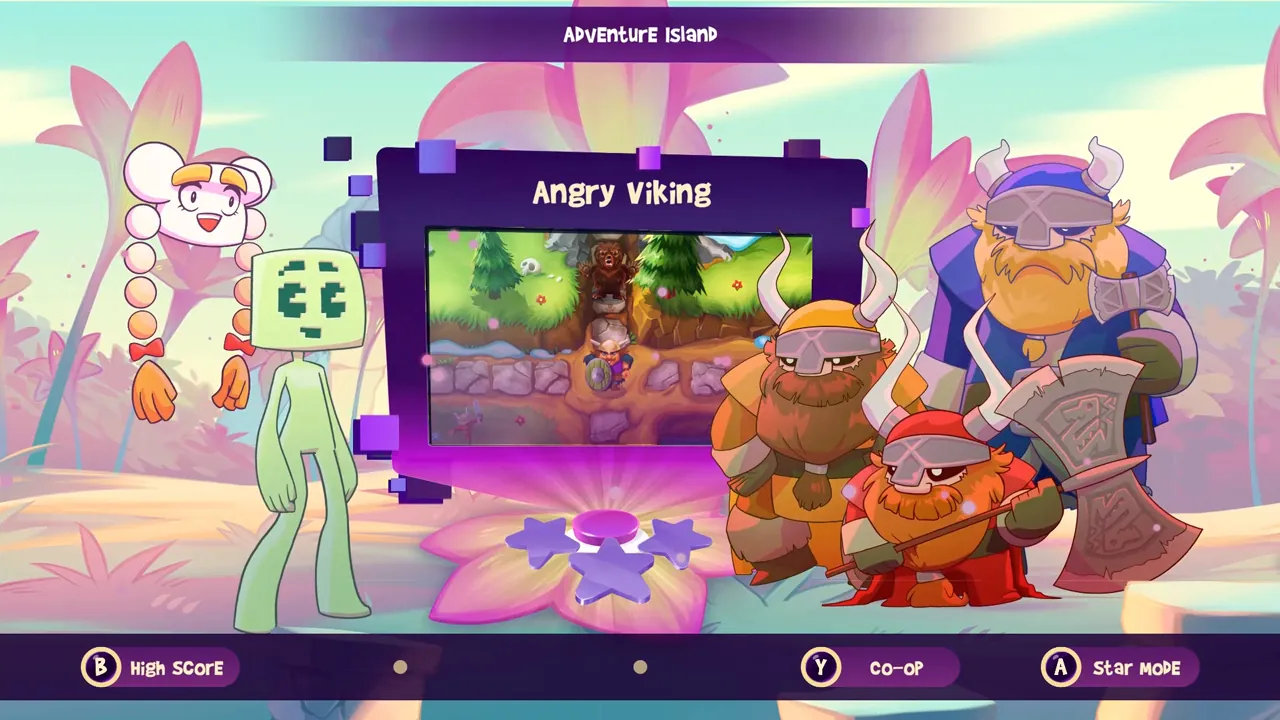 Adventure Island
Angry Viking
B High Score
Y Co-op
A Star Mode